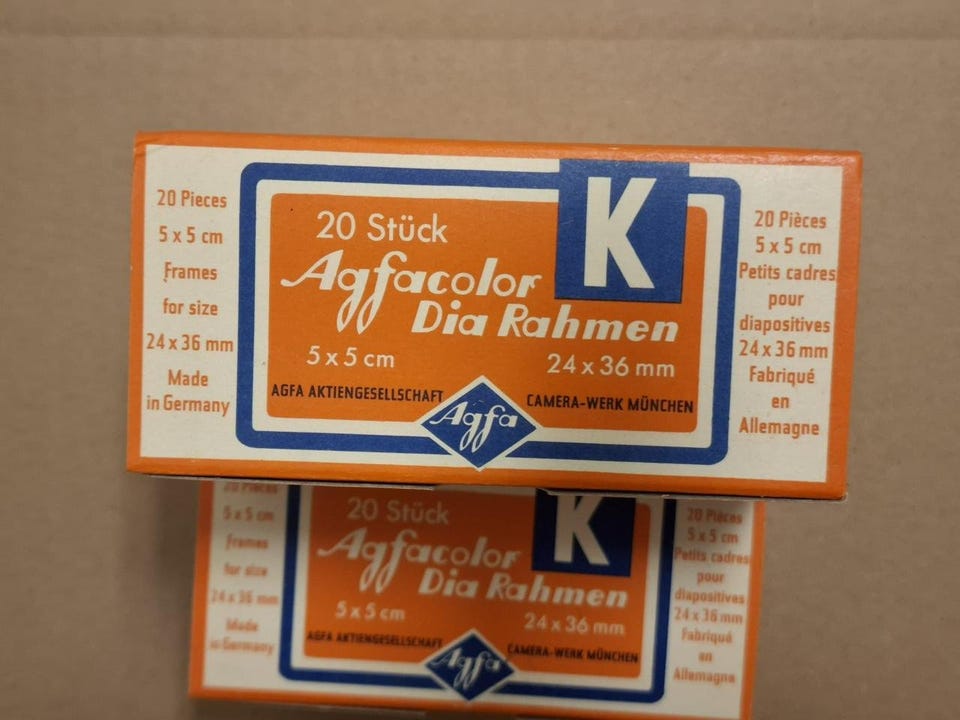 20 Pieces
5 x 5 cm
Frames
for size
24 x 36 mm
Made
in Germany
K
20 Stück
Agfacolor
Dia Rahmen
5 x 5 cm
24 x 36 mm
AGFA AKTIENGESELLSCHAFT
Agfa
CAMERA-WERK MÜNCHEN
20 Pièces
5 x 5 cm
Petits cadres
pour
diapositives
24 x 36 mm
Fabriqué
en
Allemagne
20 Pieces
5 x 5 cm
Frames
for size
24 x 36 mm
Made
in Germany
K
20 Stück
Agfacolor
Dia Rahmen
5 x 5 cm
24 x 36 mm
AGFA AKTIENGESELLSCHAFT
Agfa
CAMERA-WERK MÜNCHEN
20 Pièces
5 x 5 cm
Petits cadres
pour
diapositives
24 x 36 mm
Fabriqué
en
Allemagne